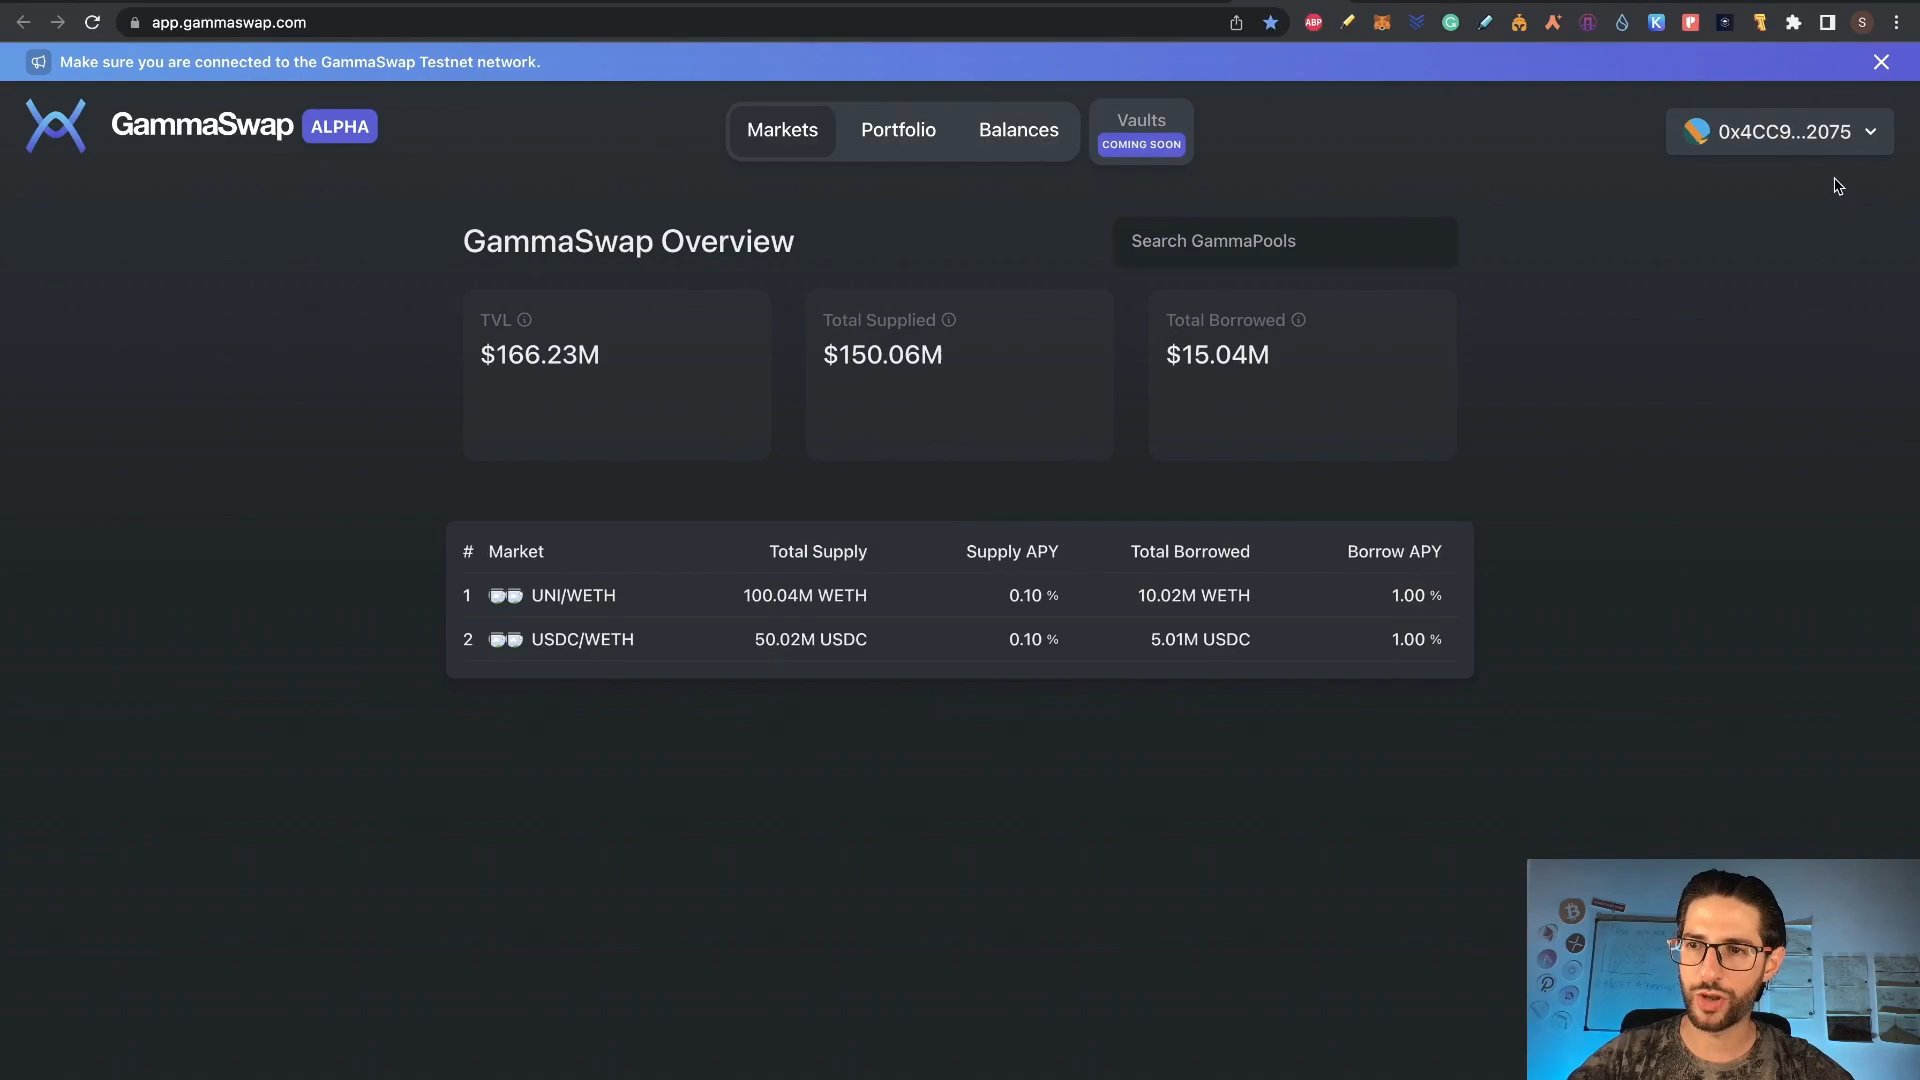 app.gammaswap.com
ABP
S
Make sure you are connected to the GammaSwap Testnet network.
GammaSwap ALPHA
Markets Portfolio Balances Vaults
COMING SOON
0x4CC9...2075
GammaSwap Overview
Search GammaPools
TVL Total Supplied Total Borrowed
$166.23M $150.06M $15.04M
# Market Total Supply Supply APY Total Borrowed Borrow APY
1 UNI/WETH 100.04M WETH 0.10 % 10.02M WETH 1.00 %
2 USDC/WETH 50.02M USDC 0.10 % 5.01M USDC 1.00 %